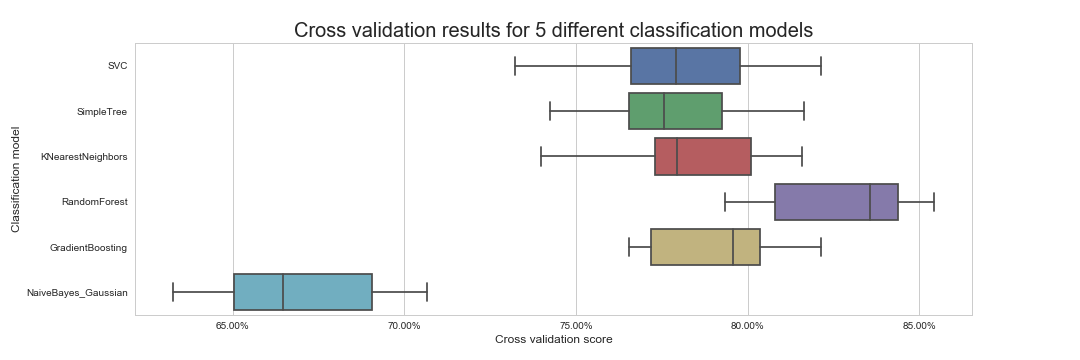 Cross validation results for 5 different classification models
Classification model
SVC
SimpleTree
KNearestNeighbors
RandomForest
GradientBoosting
NaiveBayes_Gaussian
65.00% 70.00% 75.00% 80.00% 85.00%
Cross validation score